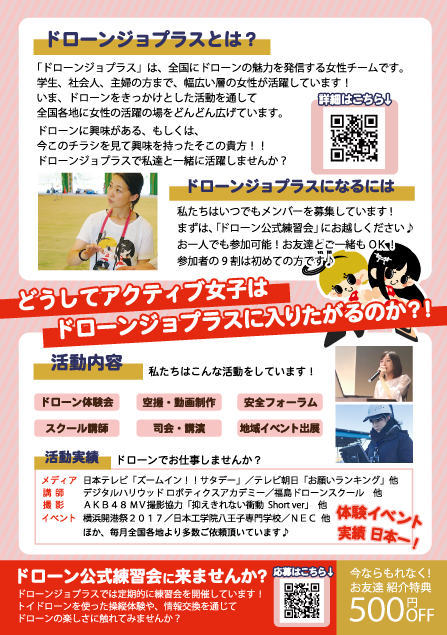 ドローンジョプラスとは？
「ドローンジョプラス」は、全国にドローンの魅力を発信する女性チームです。
学生、社会人、主婦の方まで、幅広い層の女性が活躍しています！
いま、ドローンをきっかけとした活動を通して
全国各地に女性の活躍の場をどんどん広げています。
ドローンに興味がある、もしくは、
今このチラシを見て興味を持ったそこの貴方！！
ドローンジョプラスで私達と一緒に活躍しませんか？
詳細はこちら↓
ドローンジョプラスになるには
私たちはいつでもメンバーを募集しています！
まずは、「ドローン公式練習会」にお越しください♪
お一人でも参加可能！お友達とご一緒も OK！
参加者の９割は初めての方です♪
どうしてアクティブ女子は
ドローンジョプラスに入りたがるのか？！
活動内容
私たちはこんな活動をしています！
ドローン体験会
空撮・動画制作
安全フォーラム
スクール講師
司会・講演
地域イベント出展
活動実績
ドローンでお仕事しませんか？
メディア 日本テレビ「ズームイン！！サタデー」／テレビ朝日「お願いランキング」他
講 師 デジタルハリウッド ロボティクスアカデミー／福島ドローンスクール 他
撮 影 ＡＫＢ４８ ＭＶ撮影協力「抑えきれない衝動 Short ver」 他
イベント 横浜開港祭２０１７／日本工学院八王子専門学校／ＮＥＣ 他
ほか、毎月全国各地より多数ご依頼頂いています♪
体験イベント
実績 日本一！
ドローン公式練習会に来ませんか？
ドローンジョプラスでは定期的に練習会を開催しています！
トイドローンを使った操縦体験や、情報交換を通じて
ドローンの楽しさに触れてみませんか？
応募はこちら↓
今ならもれなく！
お友達 紹介特典
500円OFF